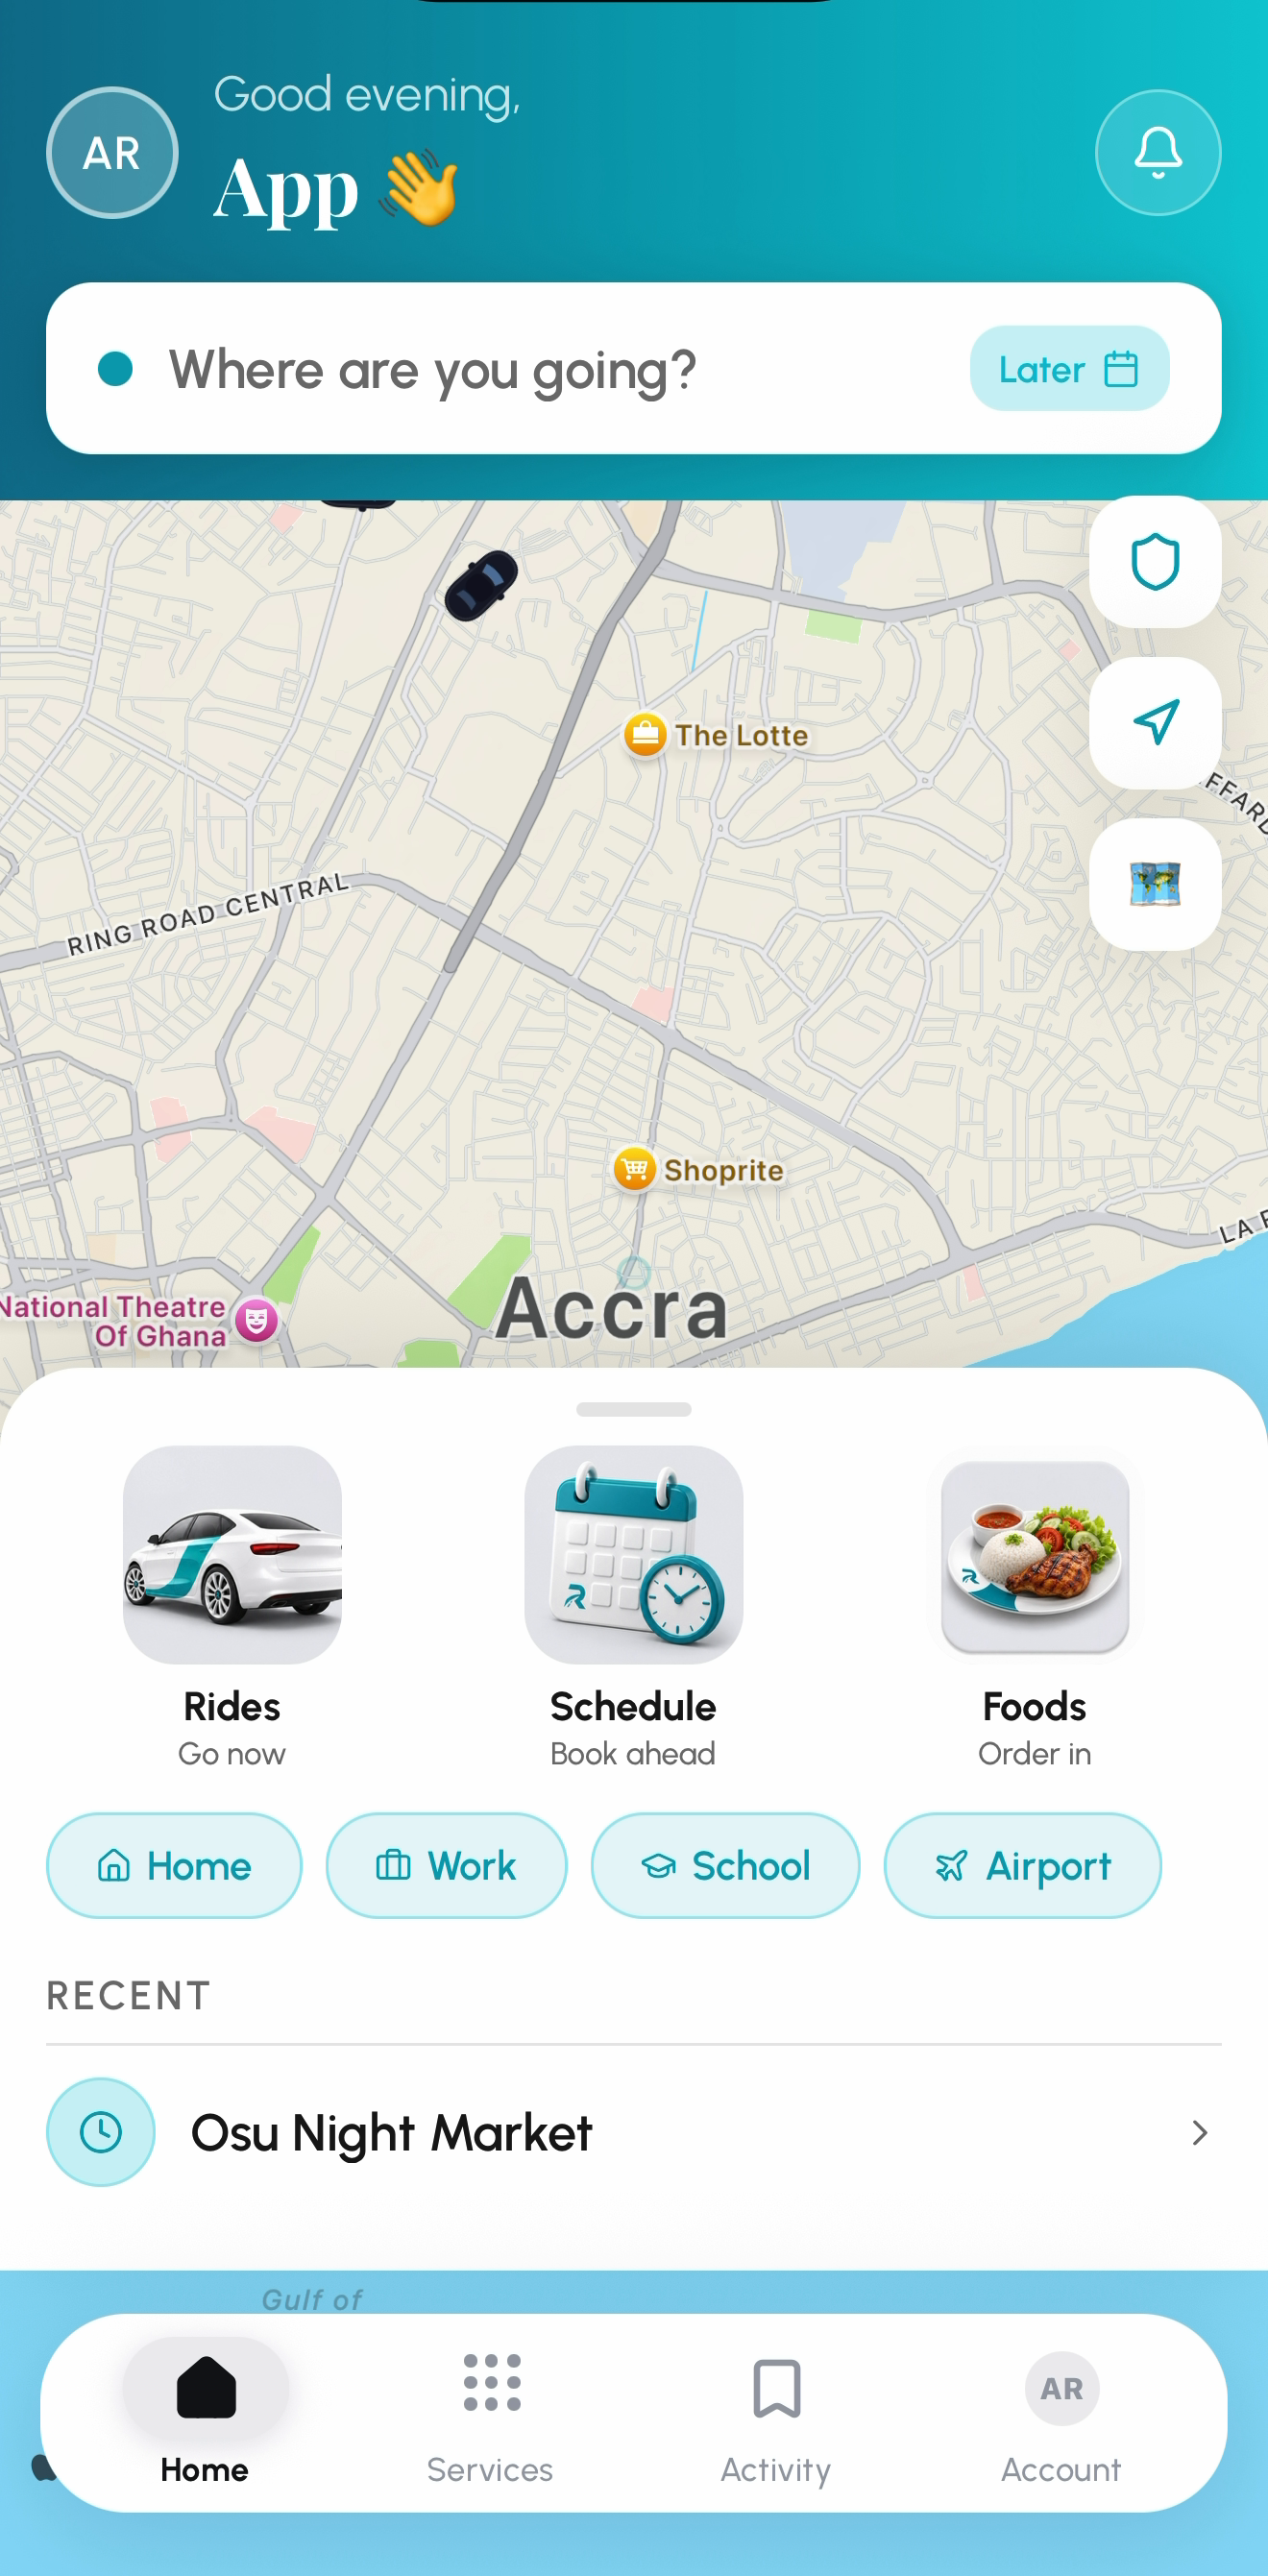 Good evening,
AR
App 👋
Where are you going?
Later
The Lotte
FFARD
RING ROAD CENTRAL
Shoprite
LA
National Theatre
Of Ghana
Accra
R
R
Rides
Schedule
Foods
Go now
Book ahead
Order in
Home
Work
School
Airport
RECENT
Osu Night Market
Gulf of
AR
Home
Services
Activity
Account